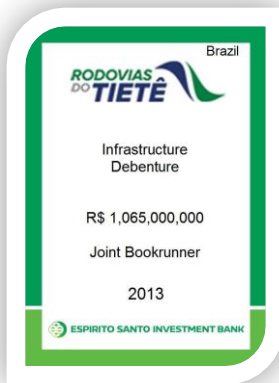 Brazil
RODOVIAS
DO TIETÊ
Infrastructure
Debenture
R$ 1,065,000,000
Joint Bookrunner
2013
ESPIRITO SANTO INVESTMENT BANK